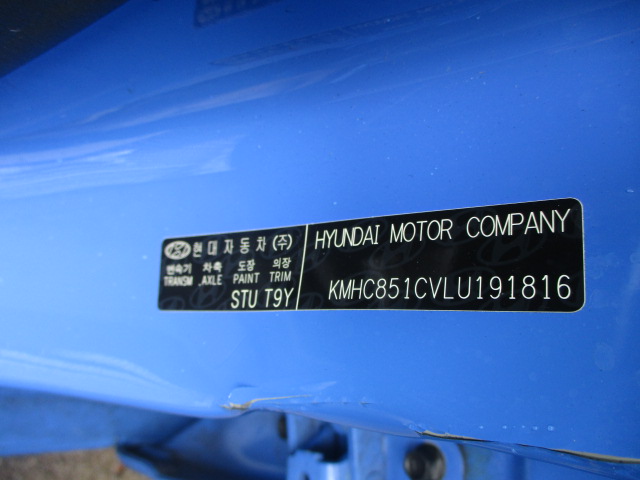 현대자동차(주)
변속기 차축 도장 의장
TRANSM AXLE PAINT TRIM
STU T9Y
HYUNDAI MOTOR COMPANY
KMHC851CVLU191816